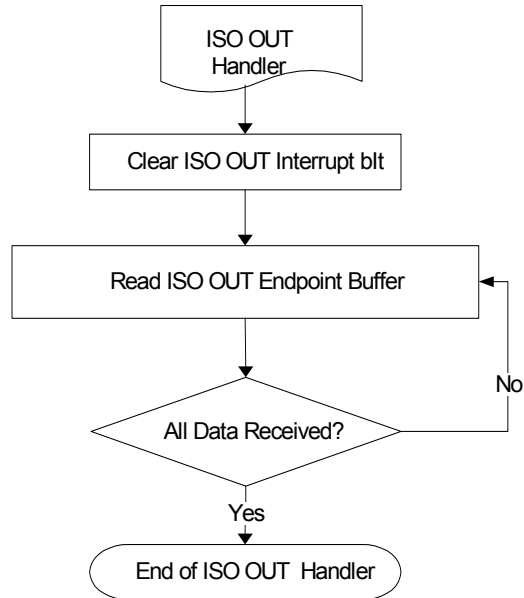 ISO OUT
Handler
Clear ISO OUT Interrupt bIt
Read ISO OUT Endpoint Buffer
No
All Data Received?
Yes
End of ISO OUT Handler